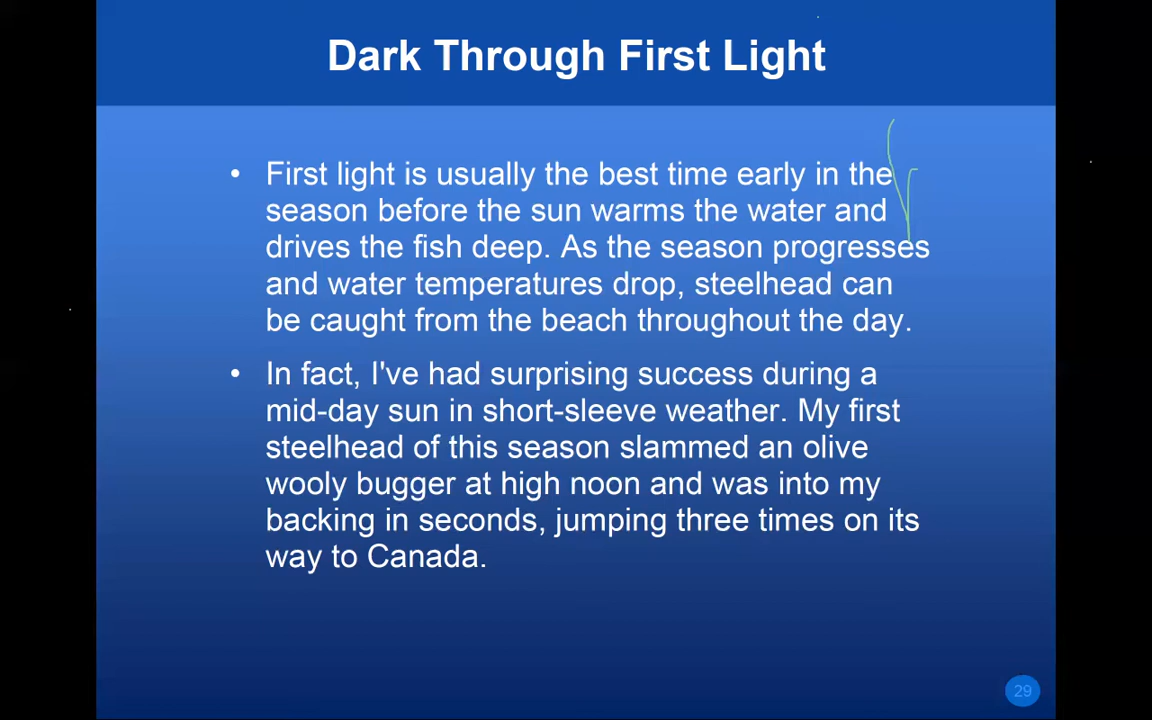 Dark Through First Light
• First light is usually the best time early in the
season before the sun warms the water and
drives the fish deep. As the season progresses
and water temperatures drop, steelhead can
be caught from the beach throughout the day.
• In fact, I've had surprising success during a
mid-day sun in short-sleeve weather. My first
steelhead of this season slammed an olive
wooly bugger at high noon and was into my
backing in seconds, jumping three times on its
way to Canada.
29